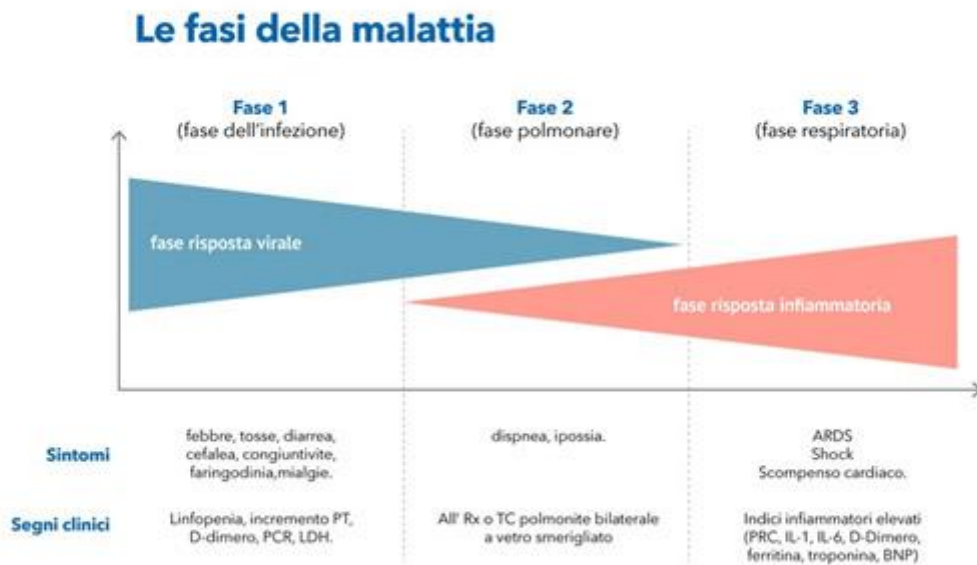 Le fasi della malattia
Fase 1
(fase dell'infezione)
Fase 2
(fase polmonare)
Fase 3
(fase respiratoria)
fase risposta virale
fase risposta infiammatoria
Sintomi
febbre, tosse, diarrea,
cefalea, congiuntivite,
faringodinia,mialgie.
dispnea, ipossia.
ARDS
Shock
Scompenso cardiaco.
Segni clinici
Linfopenia, incremento PT,
D-dimero, PCR, LDH.
All' Rx o TC polmonite bilaterale
a vetro smerigliato
Indici infiammatori elevati
(PRC, IL-1, IL-6, D-Dimero,
ferritina, troponina, BNP)